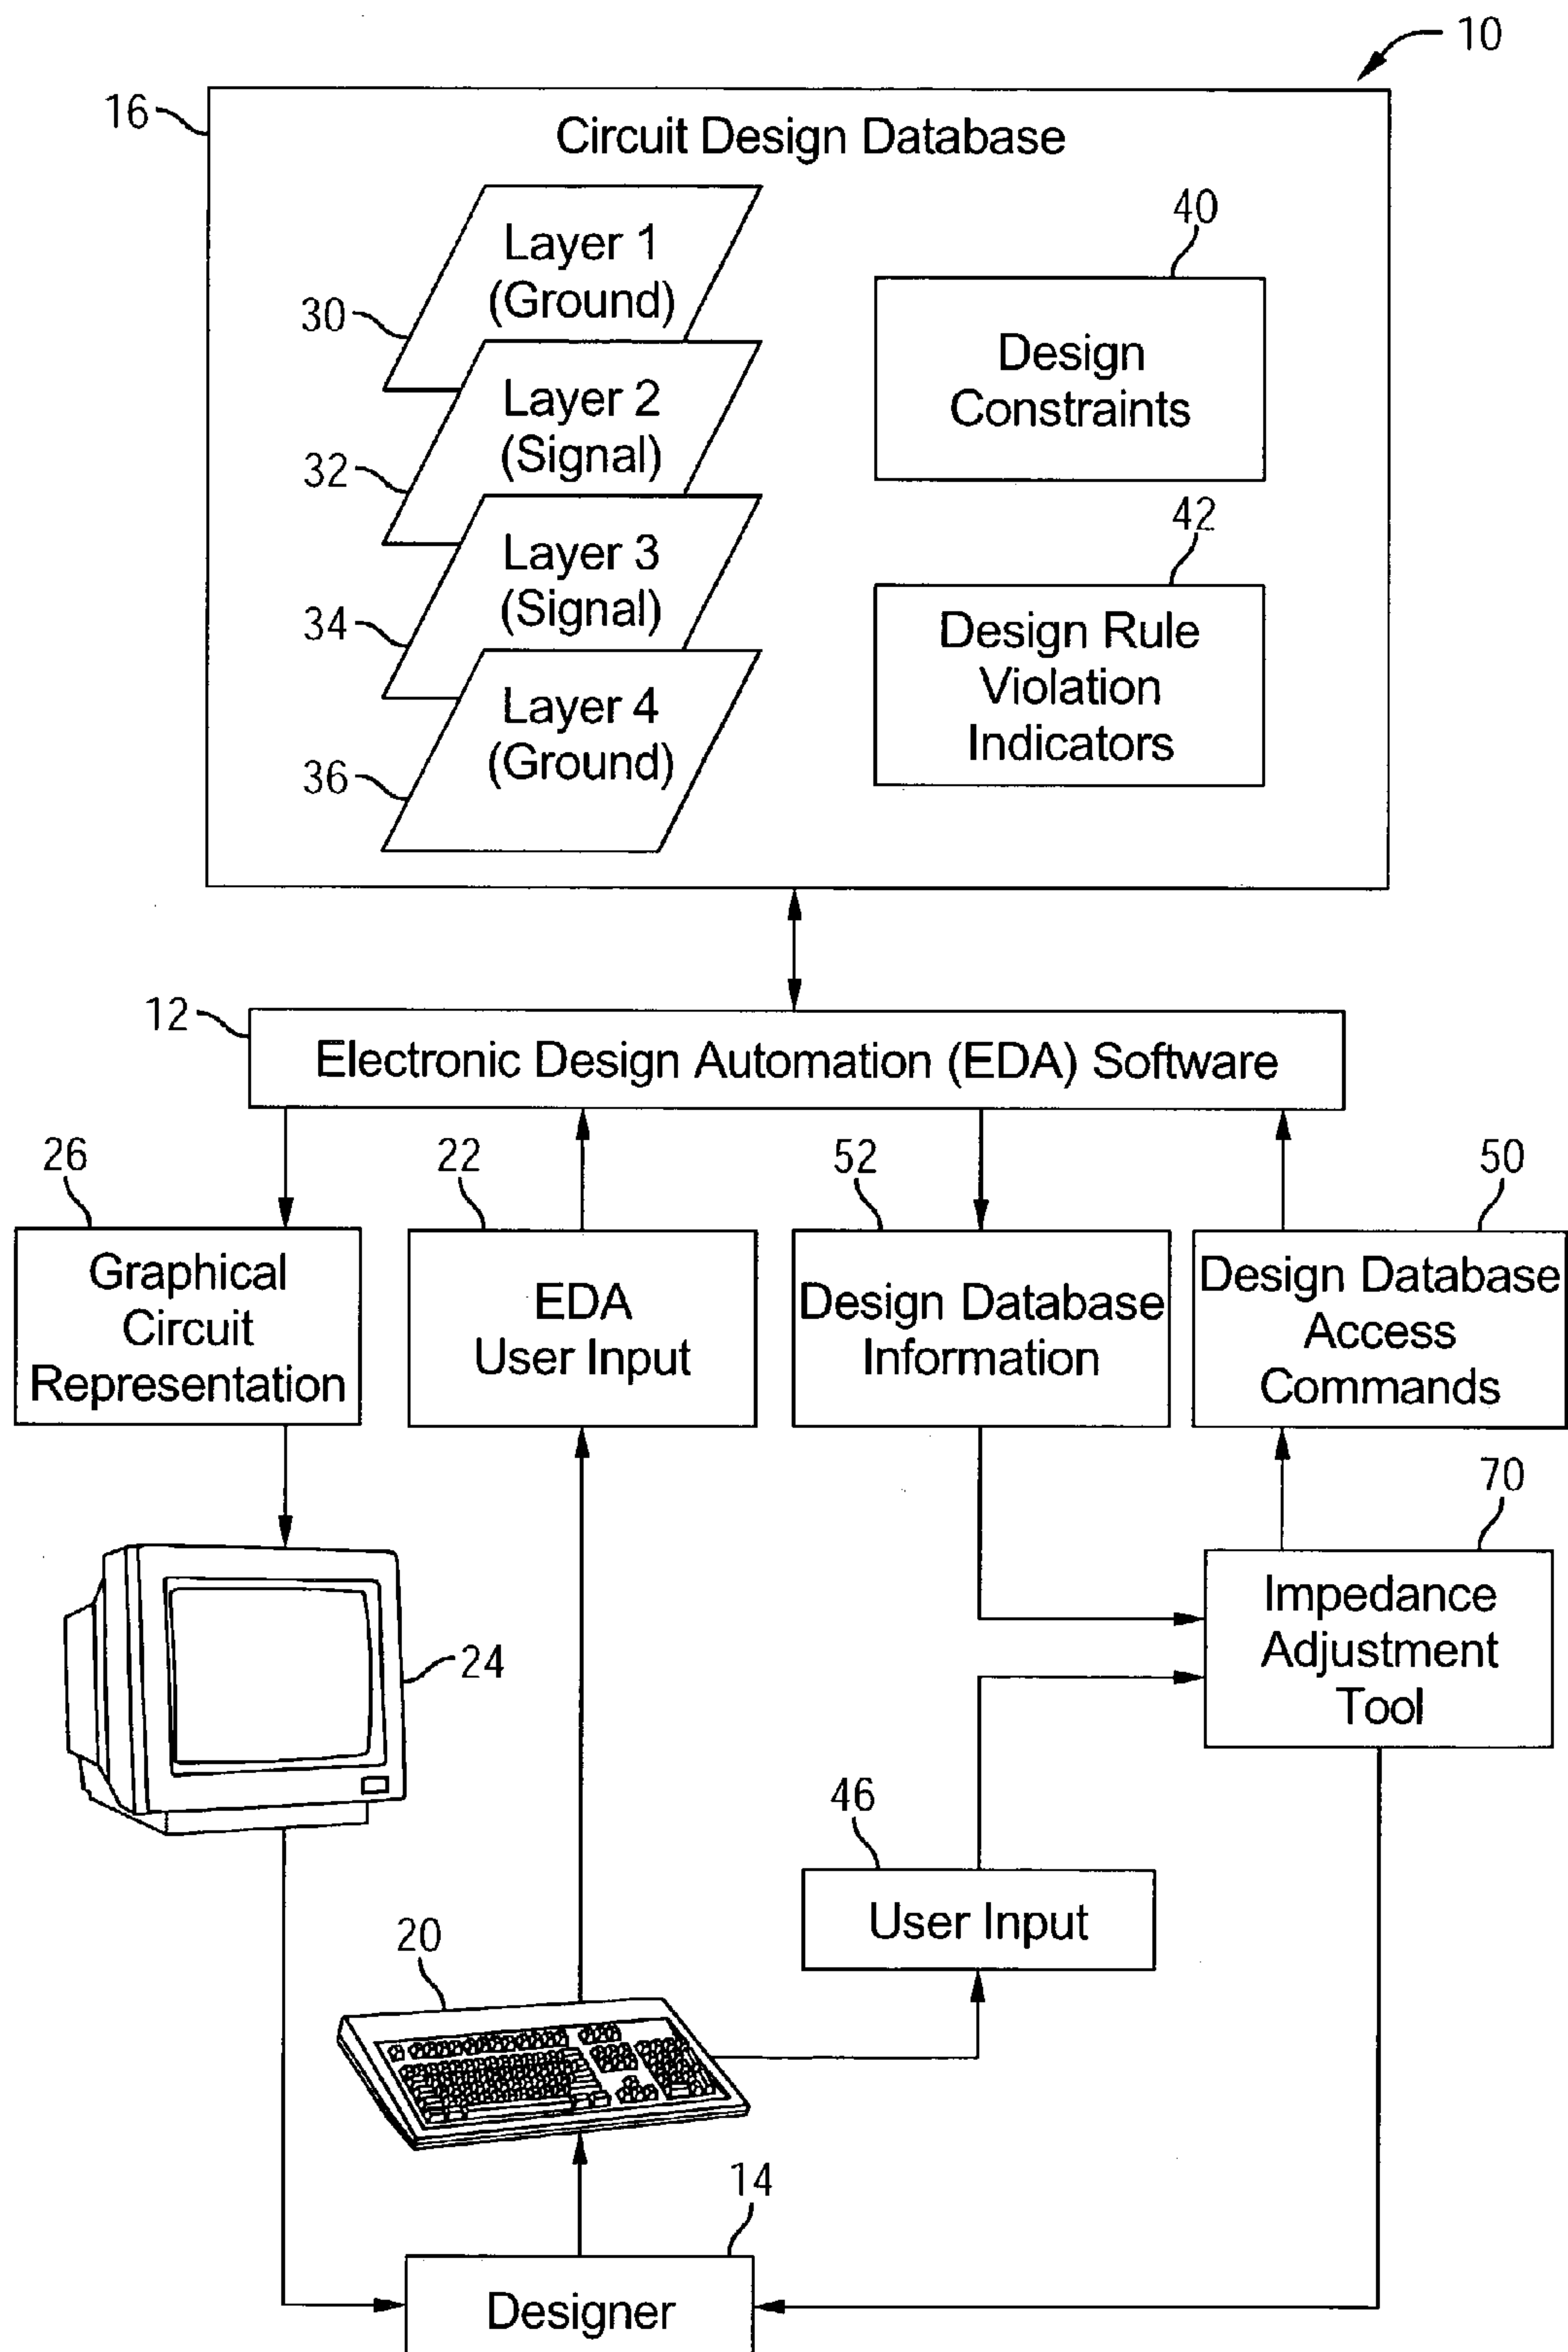 10
16
Circuit Design Database
Layer 1
(Ground)
30
Layer 2
(Signal)
32
Layer 3
(Signal)
34
Layer 4
(Ground)
36
40
Design
Constraints
42
Design Rule
Violation
Indicators
12
Electronic Design Automation (EDA) Software
26
Graphical
Circuit
Representation
22
EDA
User Input
52
Design Database
Information
50
Design Database
Access
Commands
70
Impedance
Adjustment
Tool
24
46
User Input
20
14
Designer